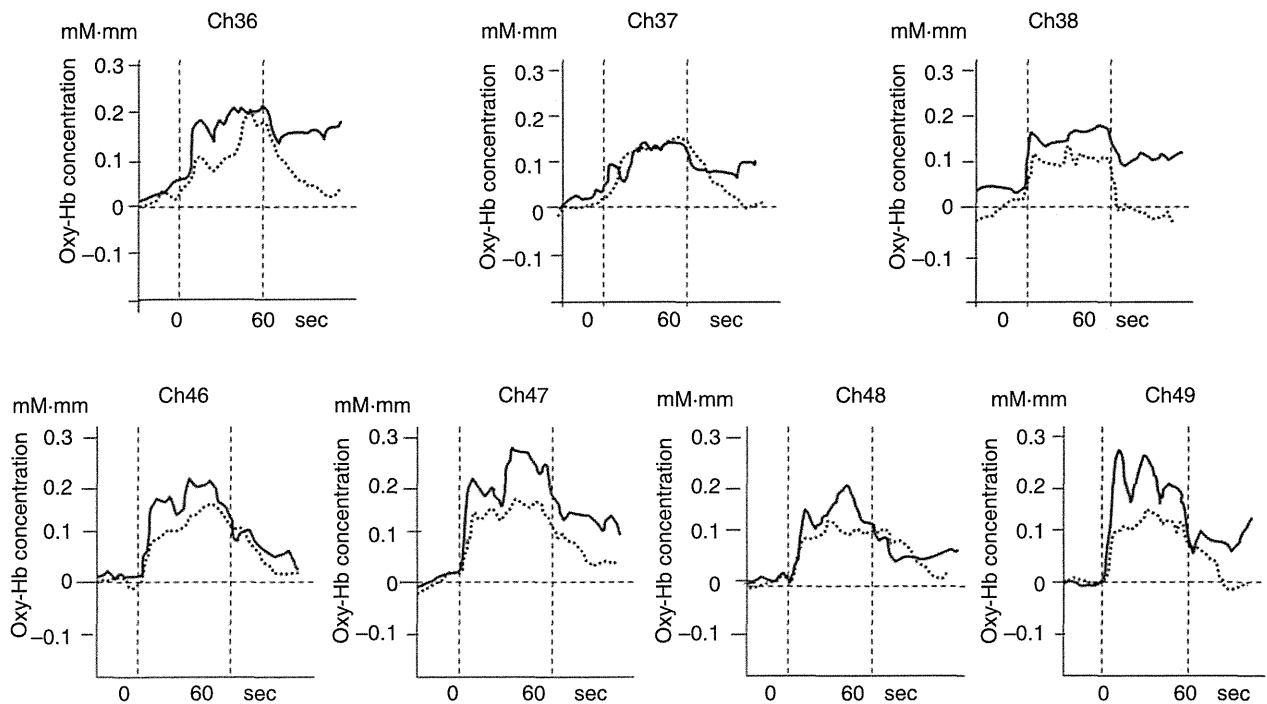 Ch36
mM·mm
Oxy-Hb concentration
0.3
0.2
0.1
0
–0.1
0 60 sec
Ch37
mM·mm
Oxy-Hb concentration
0.3
0.2
0.1
0
–0.1
0 60 sec
Ch38
mM·mm
Oxy-Hb concentration
0.3
0.2
0.1
0
–0.1
0 60 sec
Ch46
mM·mm
Oxy-Hb concentration
0.3
0.2
0.1
0
–0.1
0 60 sec
Ch47
mM·mm
Oxy-Hb concentration
0.3
0.2
0.1
0
–0.1
0 60 sec
Ch48
mM·mm
Oxy-Hb concentration
0.3
0.2
0.1
0
–0.1
0 60 sec
Ch49
mM·mm
Oxy-Hb concentration
0.3
0.2
0.1
0
–0.1
0 60 sec